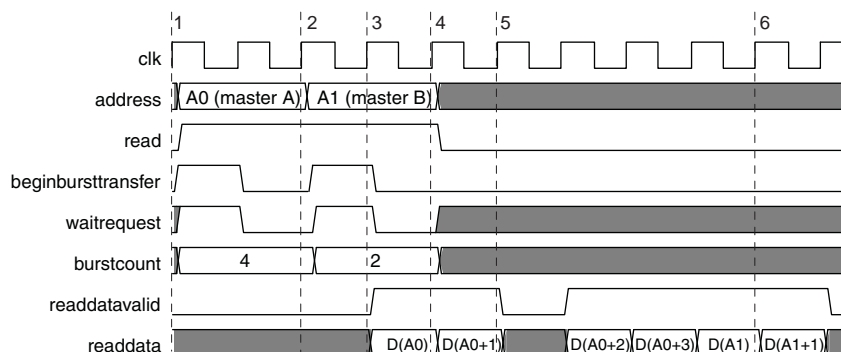 1 2 3 4 5 6
clk
address A0 (master A) A1 (master B)
read
beginbursttransfer
waitrequest
burstcount 4 2
readdatavalid
readdata D(A0) D(A0+1) D(A0+2) D(A0+3) D(A1) D(A1+1)